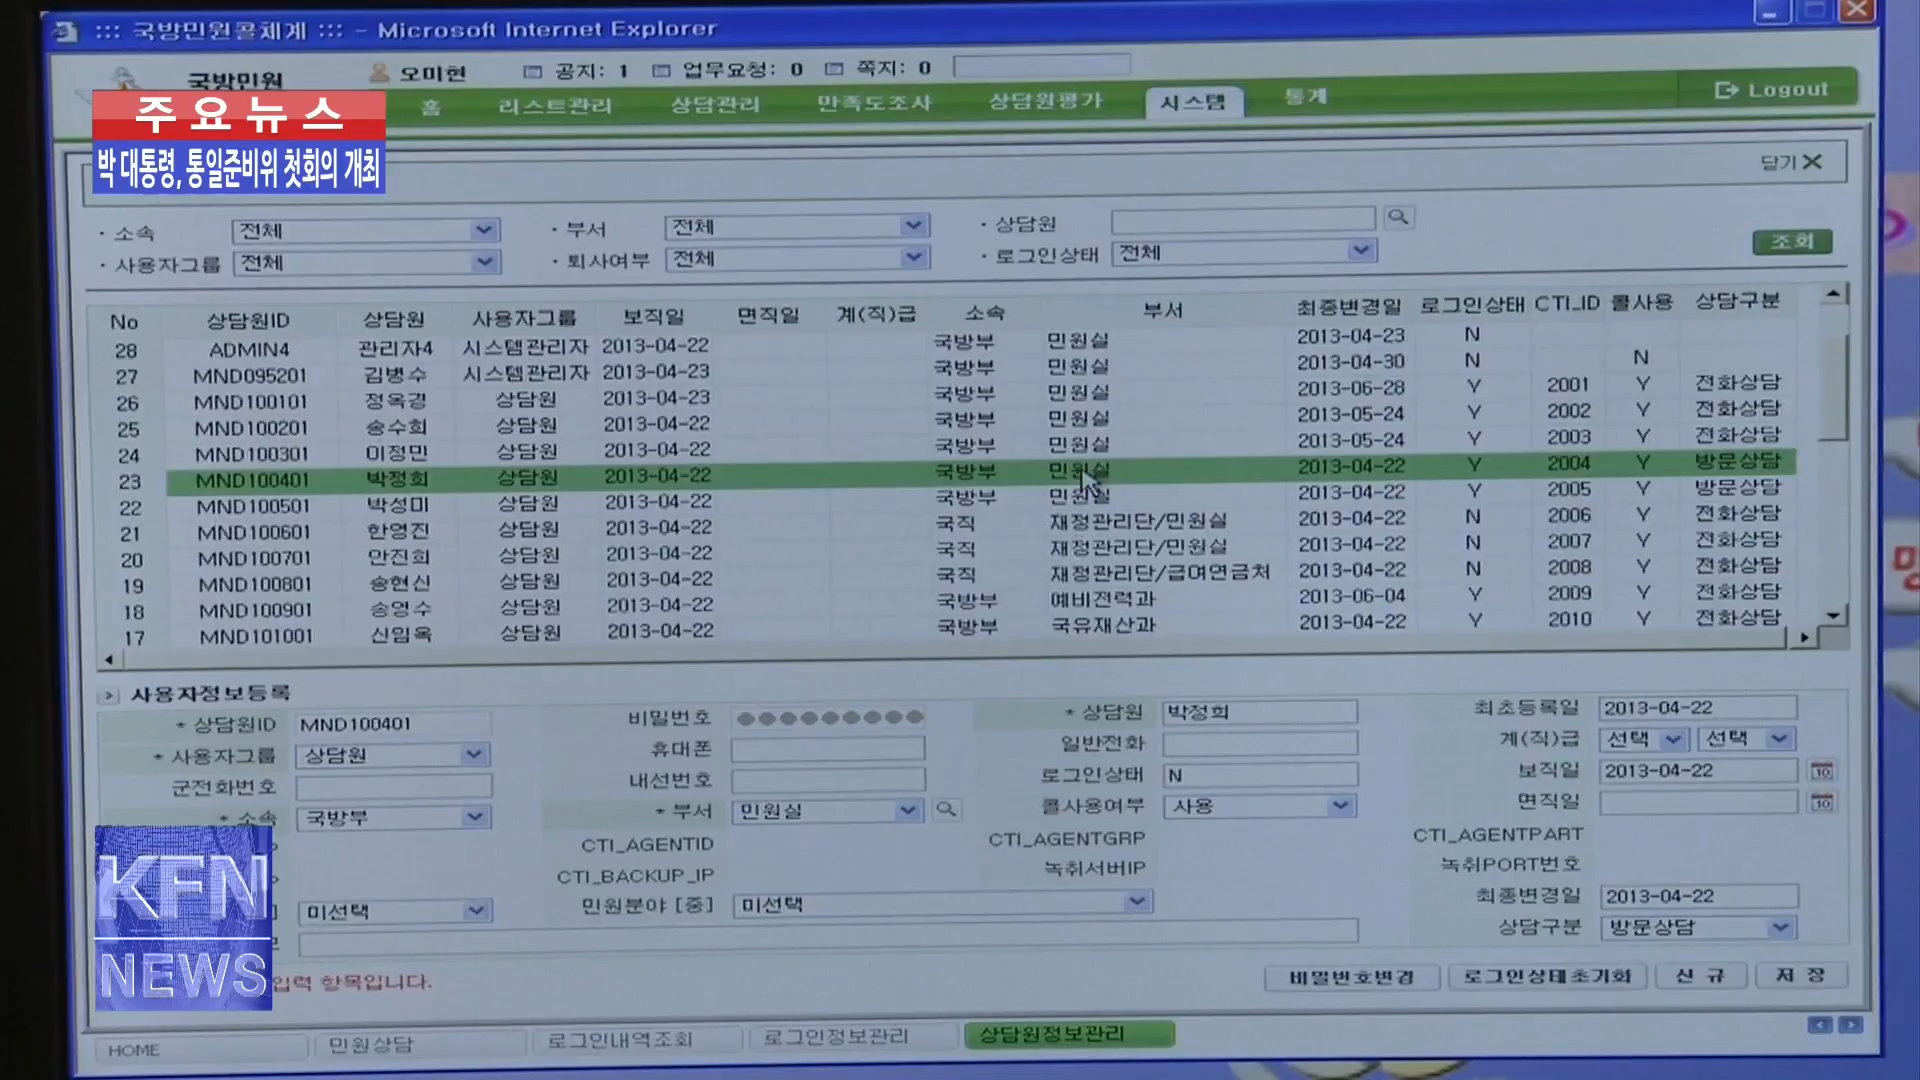 ::: 국방민원콜체계 ::: - Microsoft Internet Explorer
국방민원 오미현 공지: 1 업무요청: 0 쪽지: 0
홈 리스트관리 상담관리 만족도조사 상담원평가 시스템 통계 Logout
주요뉴스
박 대통령, 통일준비위 첫회의 개최
닫기
· 소속 전체 · 부서 전체 · 상담원
· 사용자그룹 전체 · 퇴사여부 전체 · 로그인상태 전체 조회
No 상담원ID 상담원 사용자그룹 보직일 면직일 계(직)급 소속 부서 최종변경일 로그인상태 CTI_ID 콜사용 상담구분
28 ADMIN4 관리자4 시스템관리자 2013-04-22 국방부 민원실 2013-04-23 N
27 MND095201 김병수 시스템관리자 2013-04-23 국방부 민원실 2013-04-30 N N
26 MND100101 정옥경 상담원 2013-04-23 국방부 민원실 2013-06-28 Y 2001 Y 전화상담
25 MND100201 송수희 상담원 2013-04-22 국방부 민원실 2013-05-24 Y 2002 Y 전화상담
24 MND100301 이정민 상담원 2013-04-22 국방부 민원실 2013-05-24 Y 2003 Y 전화상담
23 MND100401 박정희 상담원 2013-04-22 국방부 민원실 2013-04-22 Y 2004 Y 방문상담
22 MND100501 박성미 상담원 2013-04-22 국방부 민원실 2013-04-22 Y 2005 Y 방문상담
21 MND100601 한영진 상담원 2013-04-22 국직 재정관리단/민원실 2013-04-22 N 2006 Y 전화상담
20 MND100701 안진희 상담원 2013-04-22 국직 재정관리단/민원실 2013-04-22 N 2007 Y 전화상담
19 MND100801 송현신 상담원 2013-04-22 국직 재정관리단/급여연금처 2013-04-22 N 2008 Y 전화상담
18 MND100901 송영수 상담원 2013-04-22 국방부 예비전력과 2013-06-04 Y 2009 Y 전화상담
17 MND101001 신임옥 상담원 2013-04-22 국방부 국유재산과 2013-04-22 Y 2010 Y 전화상담
사용자정보등록
* 상담원ID MND100401 비밀번호 * 상담원 박정희 최초등록일 2013-04-22
* 사용자그룹 상담원 휴대폰 일반전화 계(직)급 선택 선택
군전화번호 내선번호 로그인상태 N 보직일 2013-04-22
* 소속 국방부 * 부서 민원실 콜사용여부 사용 면직일
CTI_AGENTID CTI_AGENTGRP CTI_AGENTPART
CTI_BACKUP_IP 녹취서버IP 녹취PORT번호
미선택 민원분야 [중] 미선택 최종변경일 2013-04-22
상담구분 방문상담
입력 항목입니다.
비밀번호변경 로그인상태초기화 신 규 저 장
KFN
NEWS
HOME 민원상담 로그인내역조회 로그인정보관리 상담원정보관리